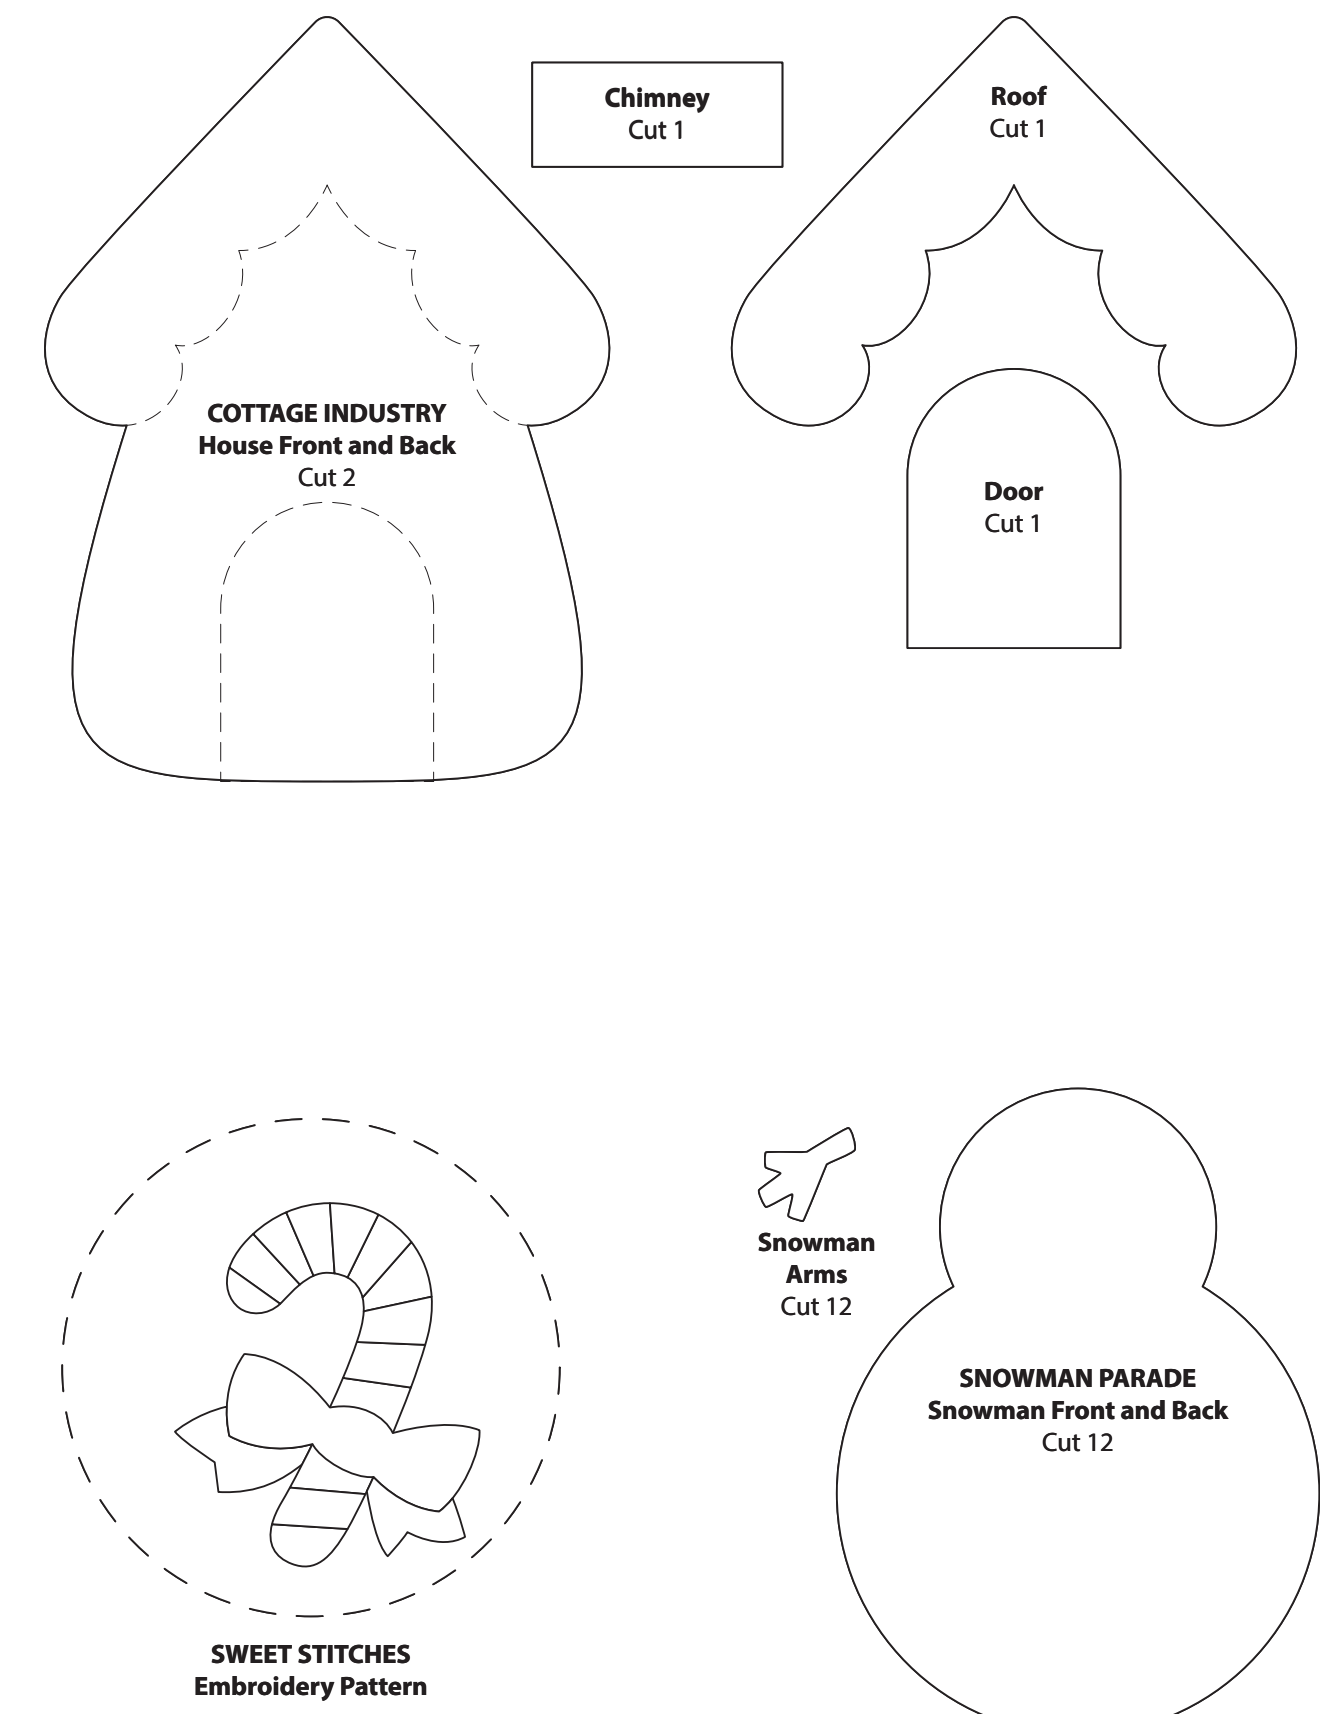 Chimney
Cut 1
Roof
Cut 1
COTTAGE INDUSTRY
House Front and Back
Cut 2
Door
Cut 1
Snowman
Arms
Cut 12
SNOWMAN PARADE
Snowman Front and Back
Cut 12
SWEET STITCHES
Embroidery Pattern